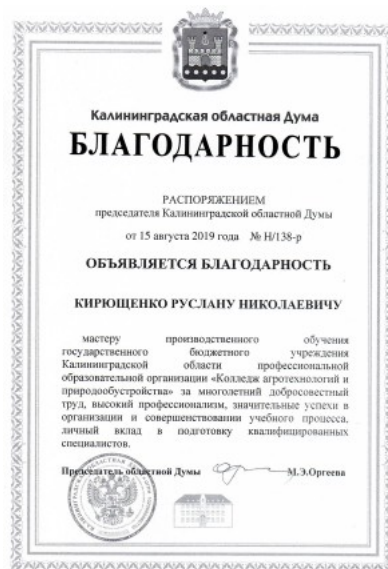 Калининградская областная Дума
БЛАГОДАРНОСТЬ
РАСПОРЯЖЕНИЕМ
председателя Калининградской областной Думы
от 15 августа 2019 года № Н/138-р
ОБЪЯВЛЯЕТСЯ БЛАГОДАРНОСТЬ
КИРЮЩЕНКО РУСЛАНУ НИКОЛАЕВИЧУ
мастеру производственного обучения
государственного бюджетного учреждения
Калининградской области профессиональной
образовательной организации «Колледж агротехнологий и
природообустройства» за многолетний добросовестный
труд, высокий профессионализм, значительные успехи в
организации и совершенствовании учебного процесса,
личный вклад в подготовку квалифицированных
специалистов.
Председатель областной Думы М.Э.Оргеева